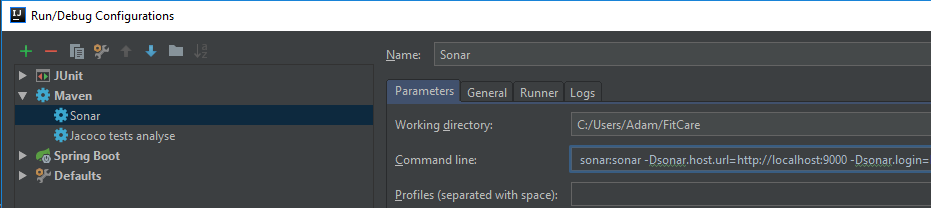 IJ Run/Debug Configurations
Name: Sonar
JUnit
Maven
Sonar
Jacoco tests analyse
Spring Boot
Defaults
Parameters General Runner Logs
Working directory: C:/Users/Adam/FitCare
Command line: sonar:sonar -Dsonar.host.url=http://localhost:9000 -Dsonar.login=
Profiles (separated with space):